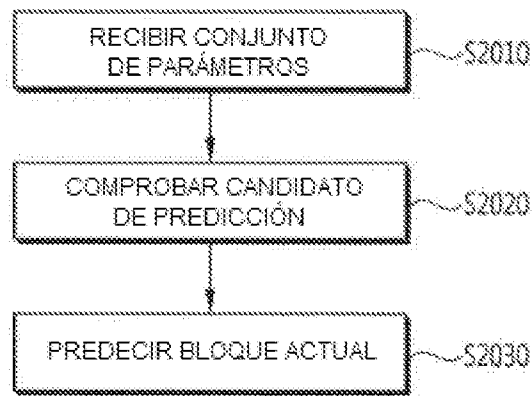 RECIBIR CONJUNTO
DE PARÁMETROS
S2010
COMPROBAR CANDIDATO
DE PREDICCIÓN
S2020
PREDECIR BLOQUE ACTUAL
S2030